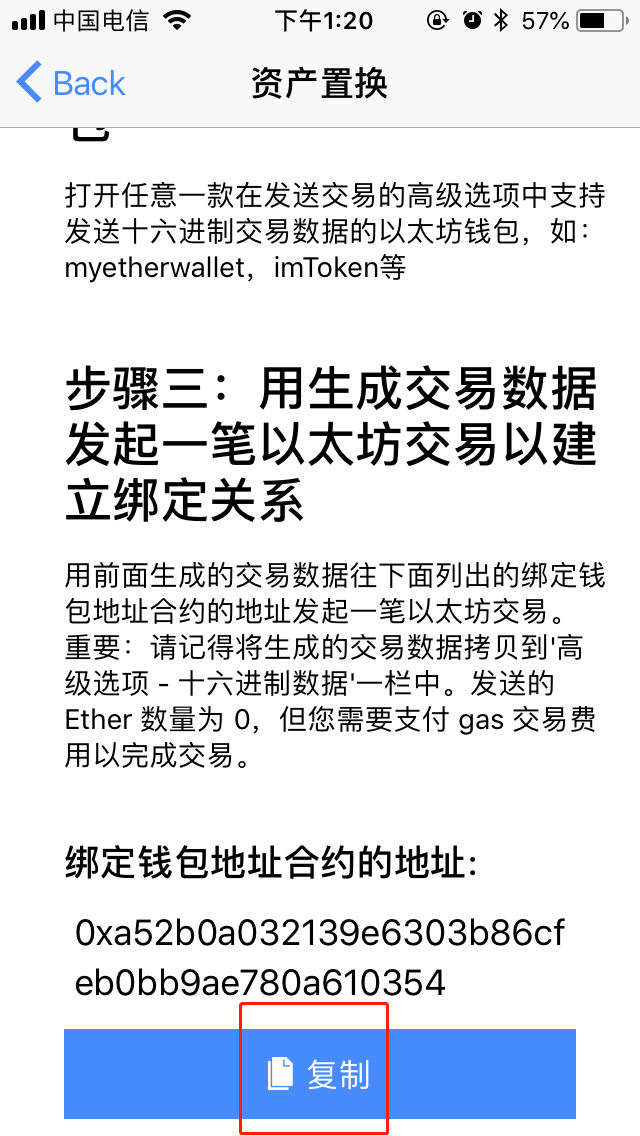 中国电信 下午1:20 57%
Back 资产置换
打开任意一款在发送交易的高级选项中支持
发送十六进制交易数据的以太坊钱包，如：
myetherwallet，imToken等
步骤三：用生成交易数据
发起一笔以太坊交易以建
立绑定关系
用前面生成的交易数据往下面列出的绑定钱
包地址合约的地址发起一笔以太坊交易。
重要：请记得将生成的交易数据拷贝到'高
级选项 - 十六进制数据'一栏中。发送的
Ether 数量为 0，但您需要支付 gas 交易费
用以完成交易。
绑定钱包地址合约的地址:
0xa52b0a032139e6303b86cf
eb0bb9ae780a610354
复制